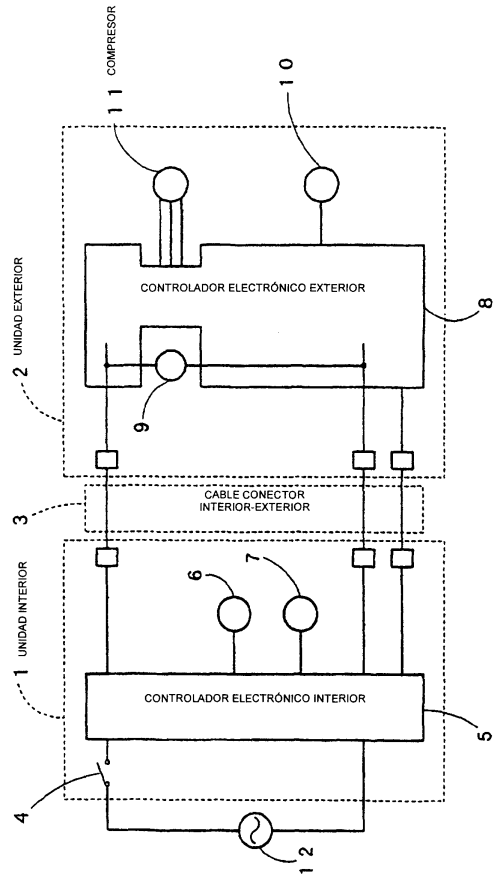 1 UNIDAD INTERIOR
3
2 UNIDAD EXTERIOR
11 COMPRESOR
4
CABLE CONECTOR
INTERIOR-EXTERIOR
9
CONTROLADOR ELECTRÓNICO EXTERIOR
10
6
7
CONTROLADOR ELECTRÓNICO INTERIOR
12
5
8